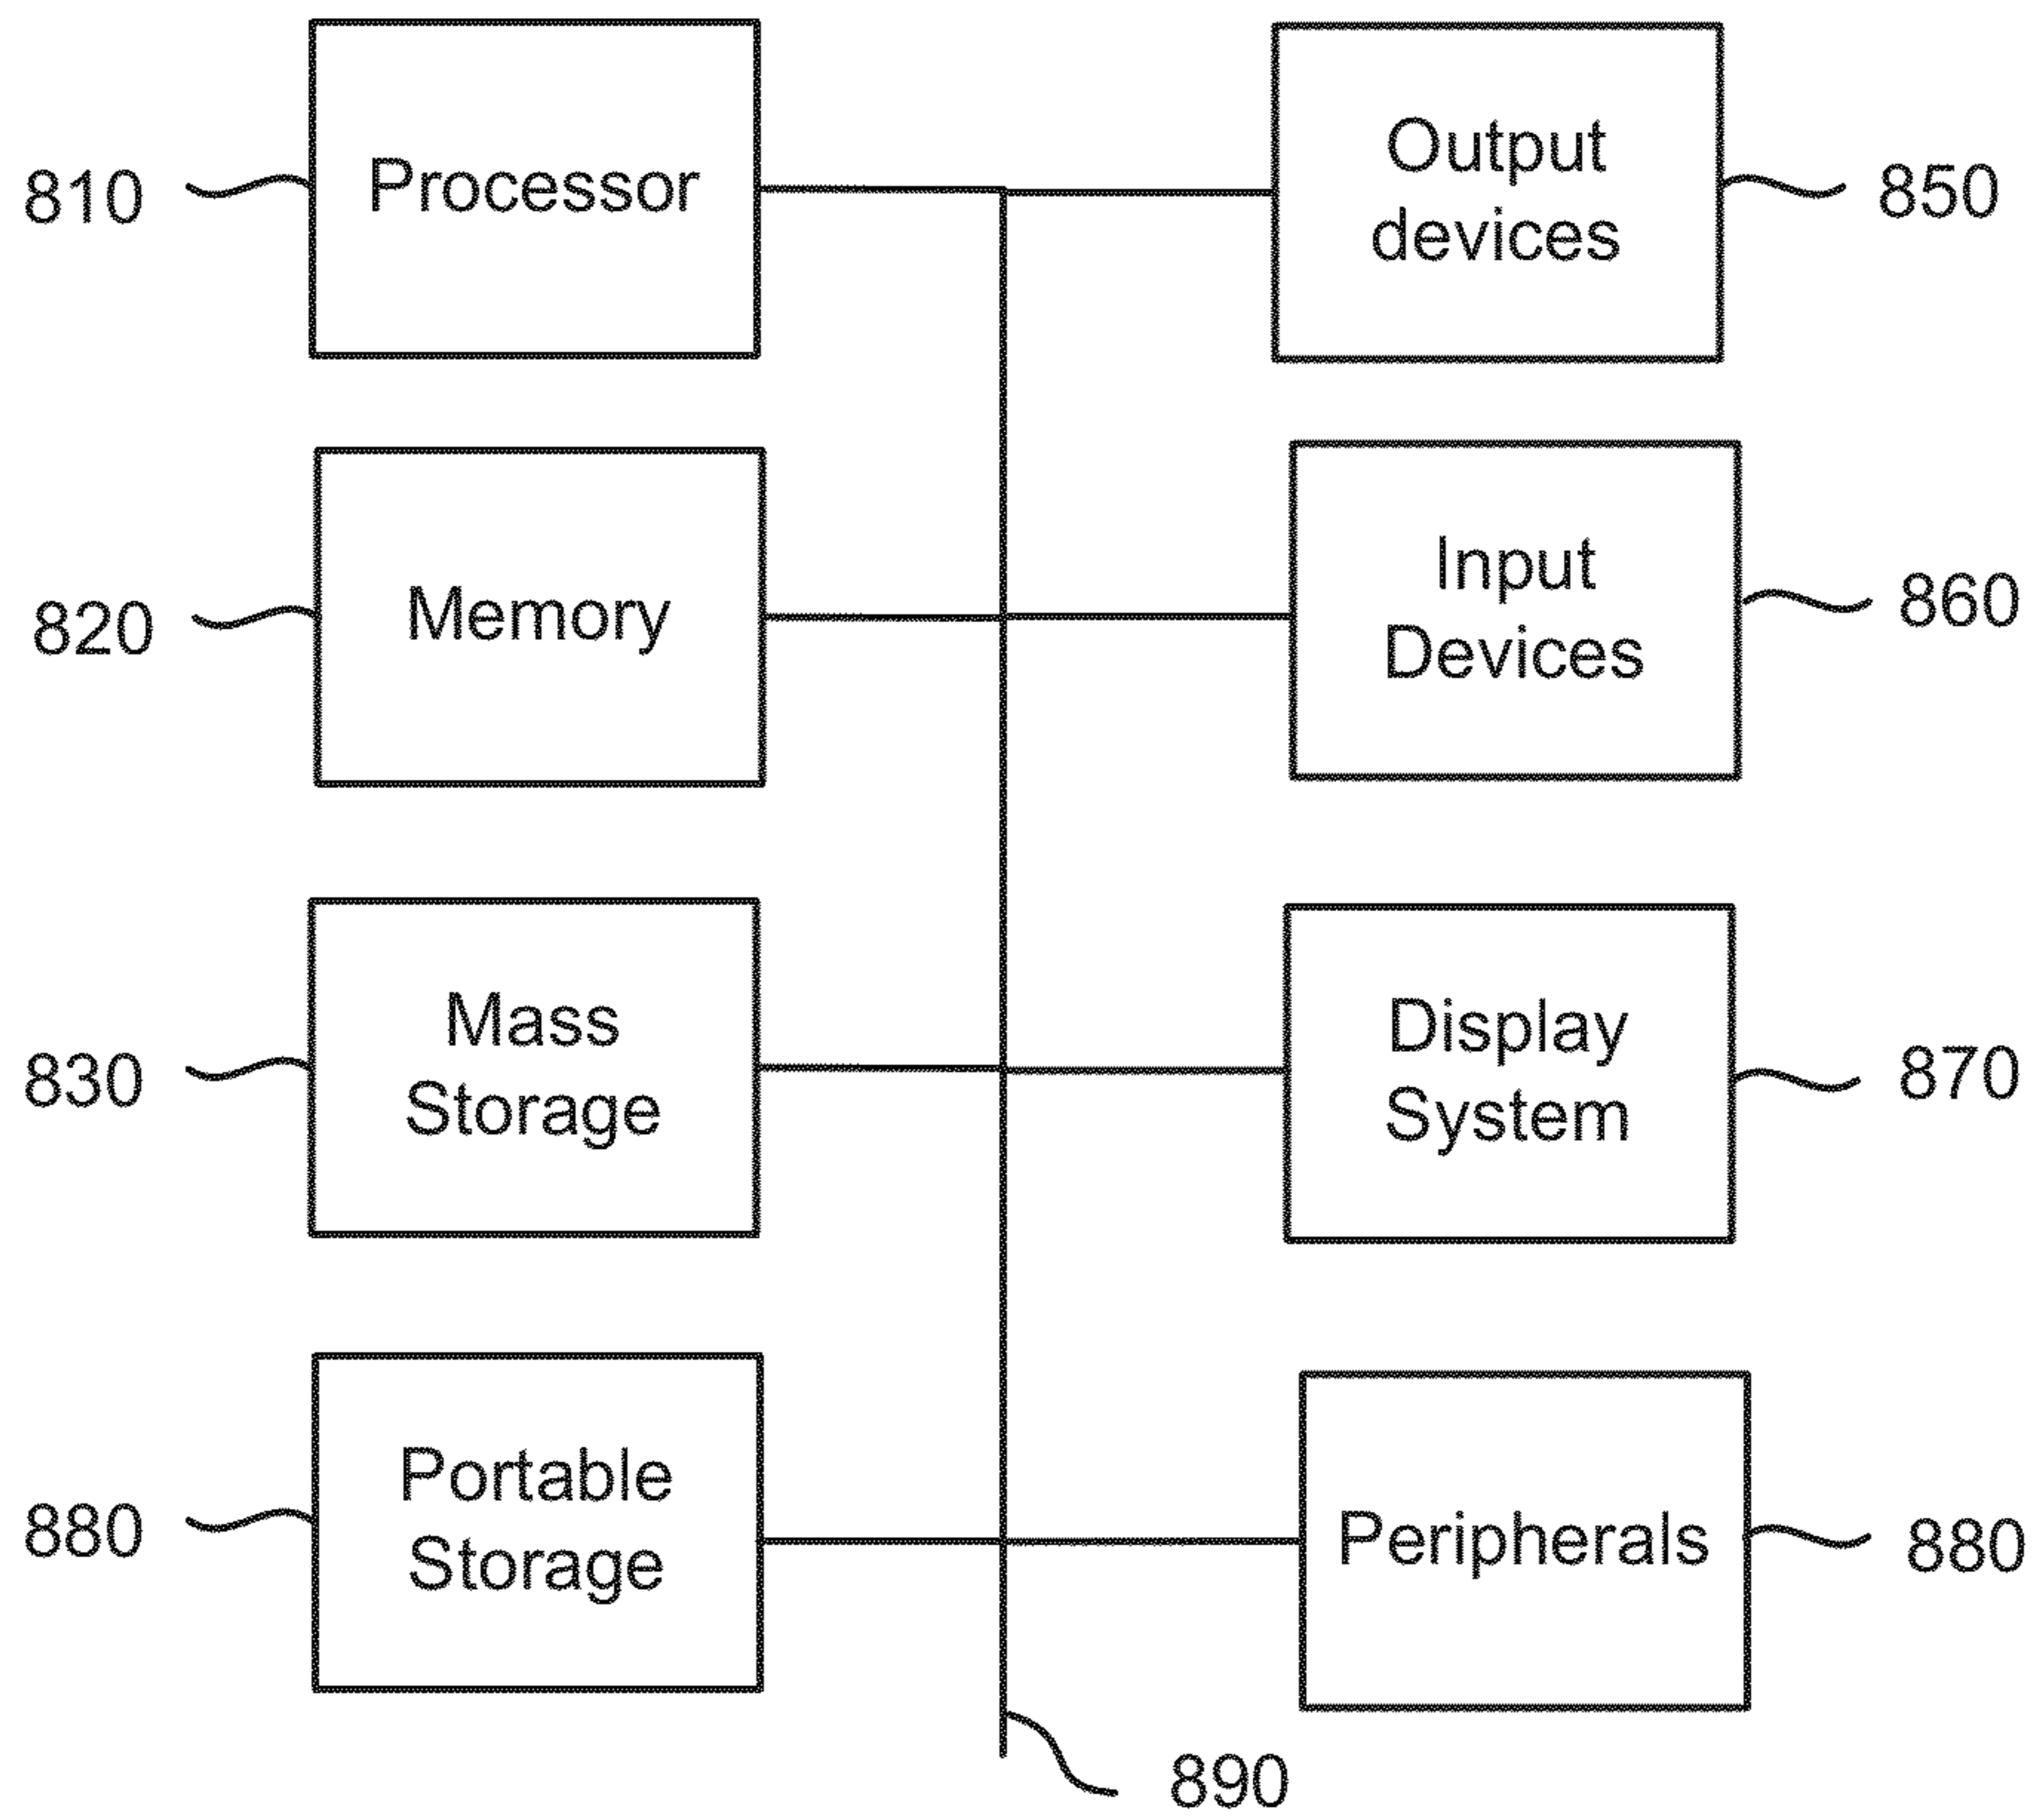 810
Processor
Output
devices
850
820
Memory
Input
Devices
860
830
Mass
Storage
Display
System
870
880
Portable
Storage
Peripherals
880
890